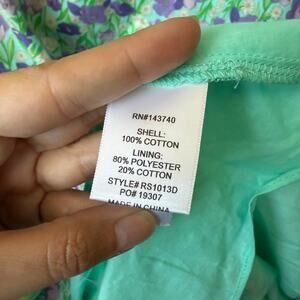 RN#143740
SHELL:
100% COTTON
LINING:
80% POLYESTER
20% COTTON
STYLE# RS1013D
PO# 19307
MADE IN CHINA